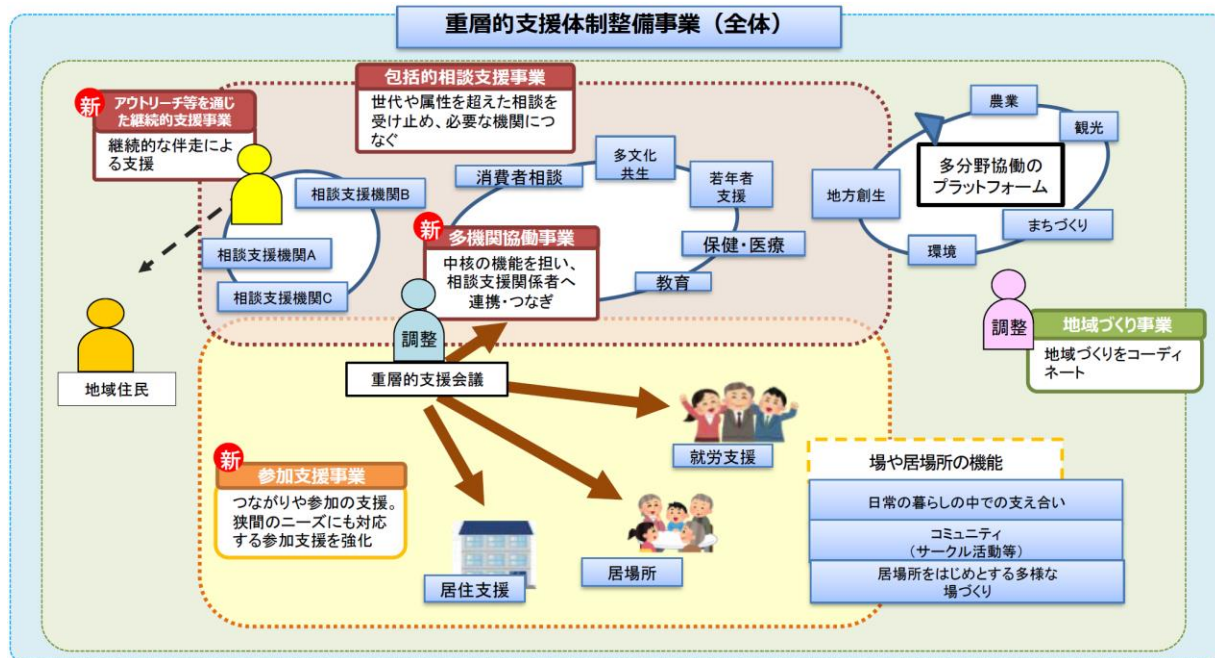 重層的支援体制整備事業（全体）
包括的相談支援事業
世代や属性を超えた相談を
受け止め、必要な機関につ
なぐ
新
アウトリーチ等を通じ
た継続的支援事業
継続的な伴走によ
る支援
相談支援機関B
相談支援機関A
相談支援機関C
地域住民
消費者相談
多文化
共生
若年者
支援
保健・医療
教育
新
多機関協働事業
中核の機能を担い、
相談支援関係者へ
連携・つなぎ
調整
重層的支援会議
農業
観光
多分野協働の
プラットフォーム
地方創生
まちづくり
環境
調整
地域づくり事業
地域づくりをコーディ
ネート
新
参加支援事業
つながりや参加の支援。
狭間のニーズにも対応
する参加支援を強化
就労支援
居場所
居住支援
場や居場所の機能
日常の暮らしの中での支え合い
コミュニティ
（サークル活動等）
居場所をはじめとする多様な
場づくり